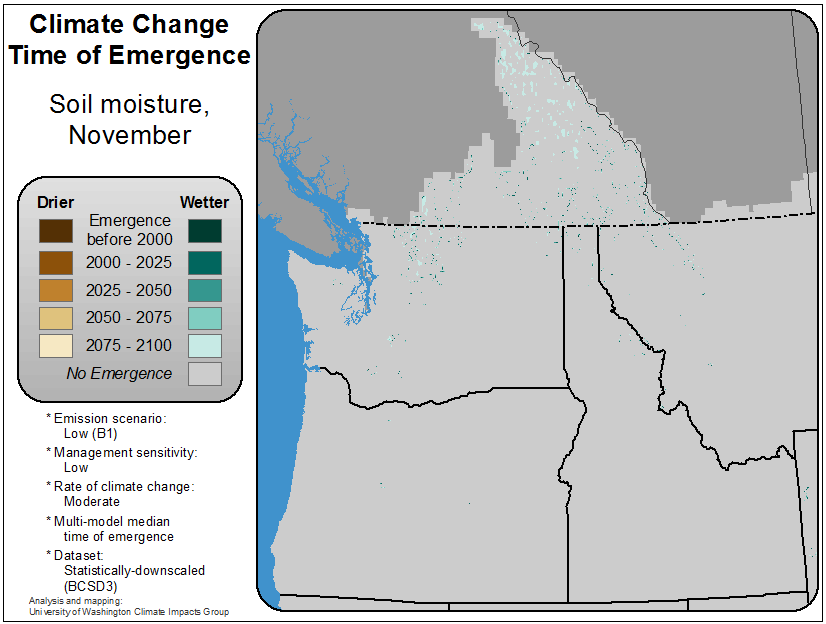 Climate Change
Time of Emergence
Soil moisture,
November
Drier Wetter
Emergence
before 2000
2000 - 2025
2025 - 2050
2050 - 2075
2075 - 2100
No Emergence
* Emission scenario:
Low (B1)
* Management sensitivity:
Low
* Rate of climate change:
Moderate
* Multi-model median
time of emergence
* Dataset:
Statistically-downscaled
(BCSD3)
Analysis and mapping:
University of Washington Climate Impacts Group